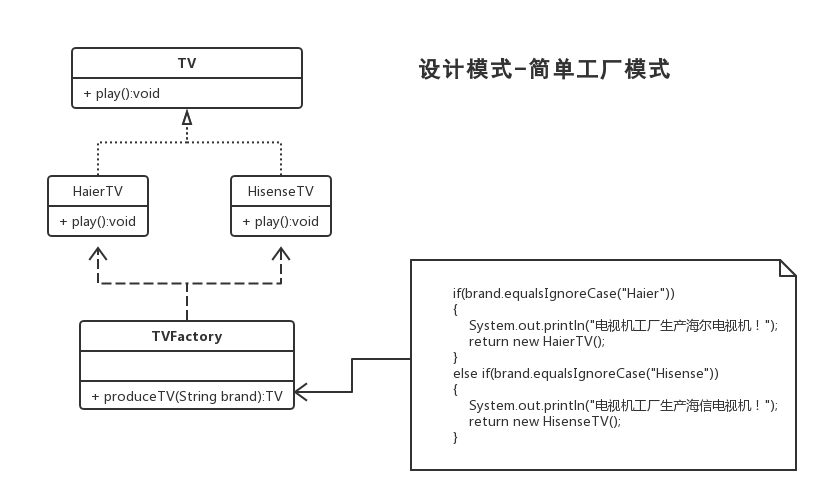 设计模式-简单工厂模式
TV
+ play():void
HaierTV
+ play():void
HisenseTV
+ play():void
TVFactory
+ produceTV(String brand):TV
if(brand.equalsIgnoreCase("Haier"))
{
System.out.println("电视机工厂生产海尔电视机！");
return new HaierTV();
}
else if(brand.equalsIgnoreCase("Hisense"))
{
System.out.println("电视机工厂生产海信电视机！");
return new HisenseTV();
}